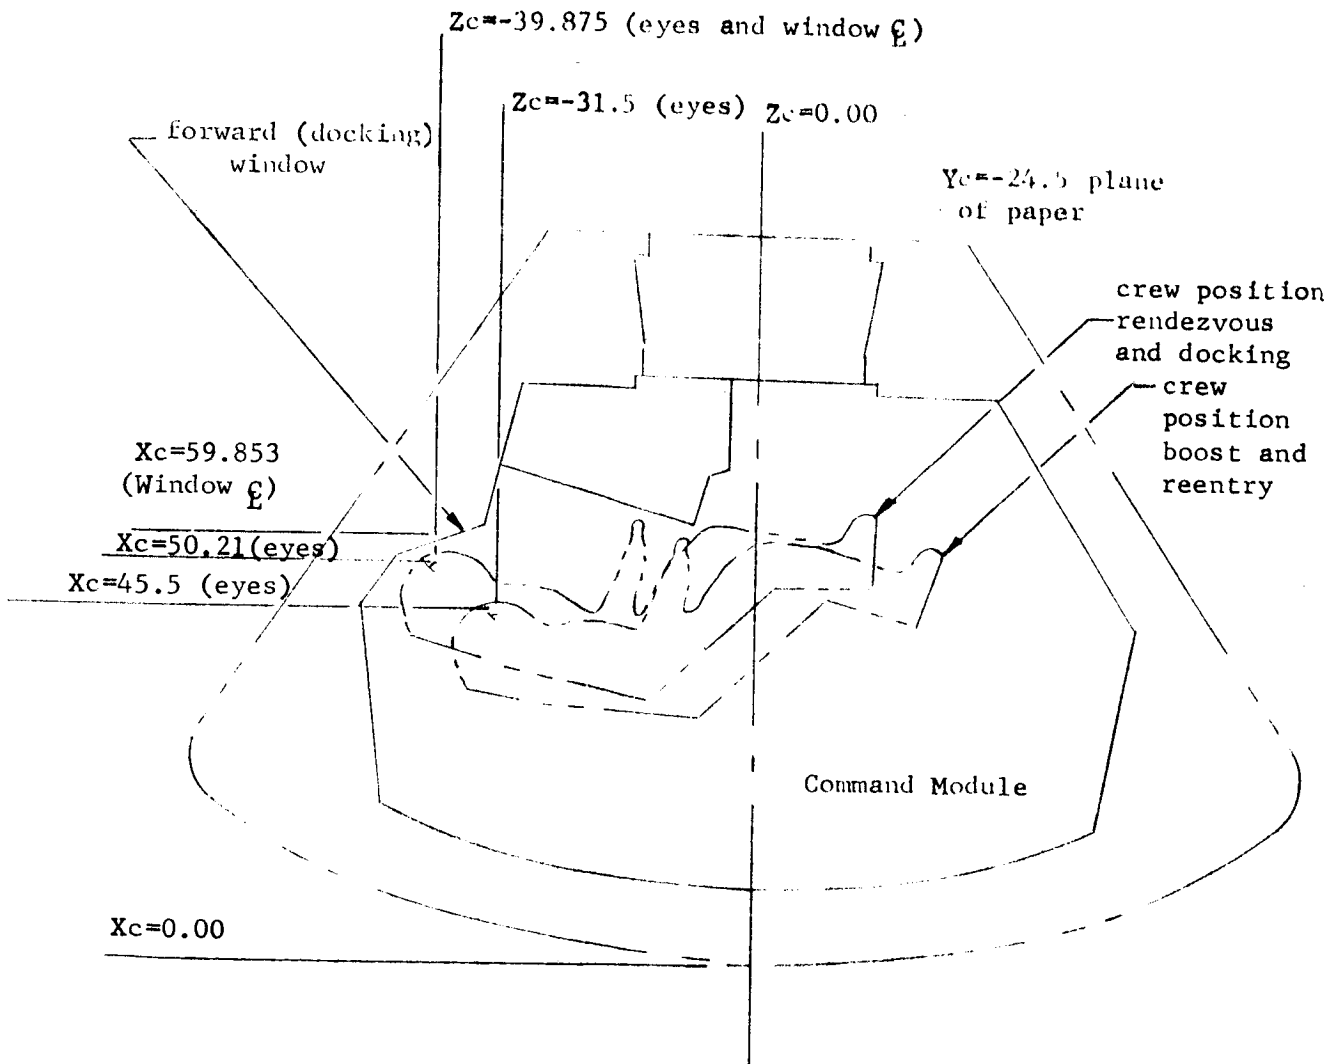 Zc=-39.875 (eyes and window ℄)
Zc=-31.5 (eyes)
Zc=0.00
forward (docking)
window
Yc=-24.5 plane
of paper
crew position
rendezvous
and docking
crew
position
boost and
reentry
Xc=59.853
(Window ℄)
Xc=50.21(eyes)
Xc=45.5 (eyes)
Command Module
Xc=0.00